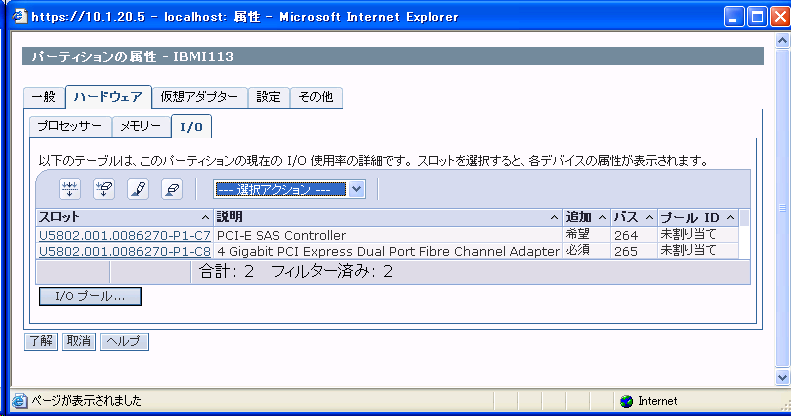 https://10.1.20.5 - localhost: 属性 - Microsoft Internet Explorer
パーティションの属性 - IBMI113
一般 ハードウェア 仮想アダプター 設定 その他
プロセッサー メモリー I/O
以下のテーブルは、このパーティションの現在の I/O 使用率の詳細です。 スロットを選択すると、各デバイスの属性が表示されます。
--- 選択アクション ---
スロット ^ 説明 ^ 追加 ^ バス ^ プール ID ^
U5802.001.0086270-P1-C7 PCI-E SAS Controller 希望 264 未割り当て
U5802.001.0086270-P1-C8 4 Gigabit PCI Express Dual Port Fibre Channel Adapter 必須 265 未割り当て
合計: 2 フィルター済み: 2
I/O プール...
了解 取消 ヘルプ
ページが表示されました Internet